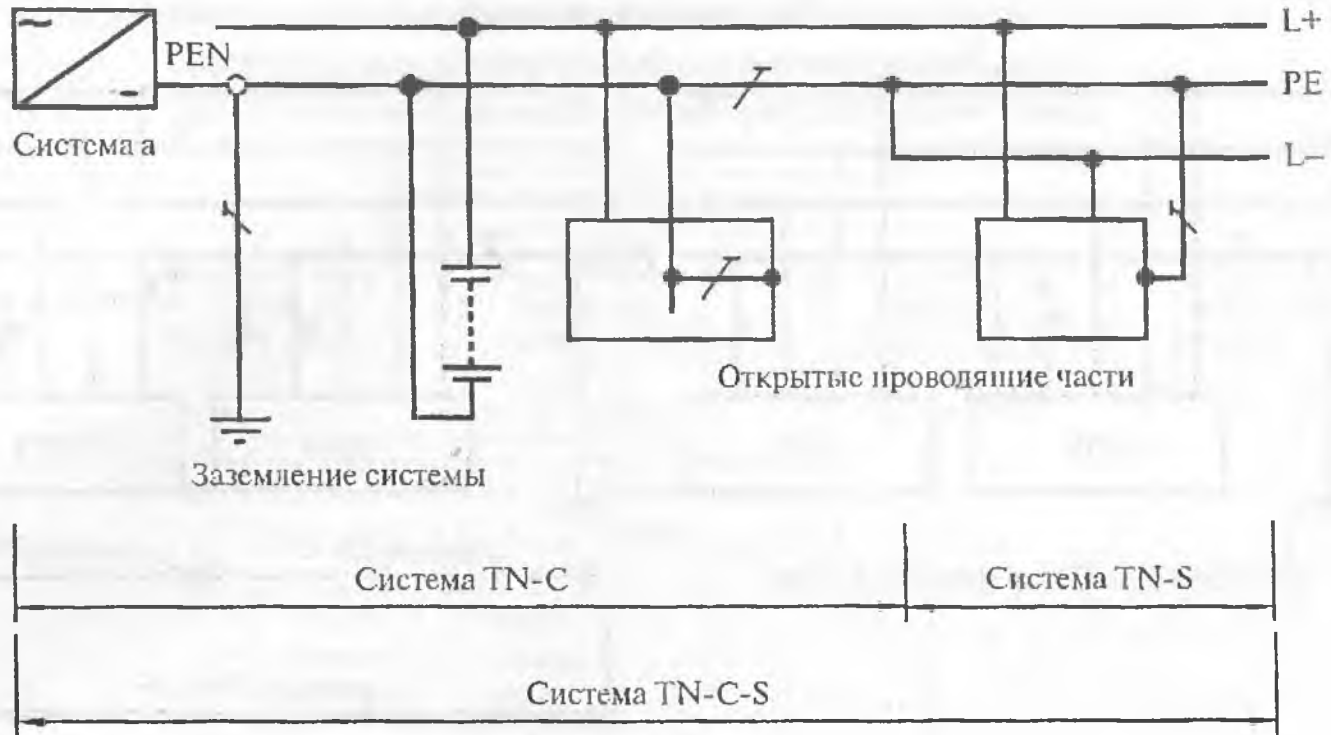 L+
PEN
PE
Система а
L−
Открытые проводящие части
Заземление системы
Система TN-C
Система TN-S
Система TN-C-S